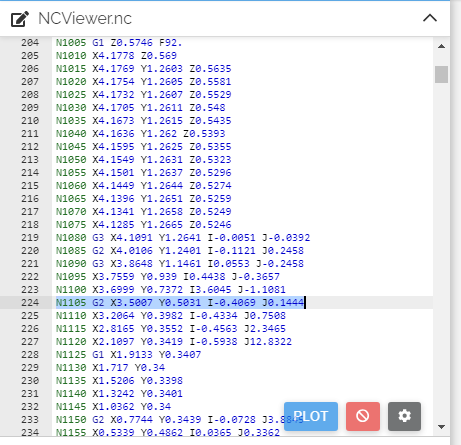 NCViewer.nc
204 N1005 G1 Z0.5746 F92.
205 N1010 X4.1778 Z0.569
206 N1015 X4.1769 Y1.2603 Z0.5635
207 N1020 X4.1754 Y1.2605 Z0.5581
208 N1025 X4.1732 Y1.2607 Z0.5529
209 N1030 X4.1705 Y1.2611 Z0.548
210 N1035 X4.1673 Y1.2615 Z0.5435
211 N1040 X4.1636 Y1.262 Z0.5393
212 N1045 X4.1595 Y1.2625 Z0.5355
213 N1050 X4.1549 Y1.2631 Z0.5323
214 N1055 X4.1501 Y1.2637 Z0.5296
215 N1060 X4.1449 Y1.2644 Z0.5274
216 N1065 X4.1396 Y1.2651 Z0.5259
217 N1070 X4.1341 Y1.2658 Z0.5249
218 N1075 X4.1285 Y1.2665 Z0.5246
219 N1080 G3 X4.1091 Y1.2641 I-0.0051 J-0.0392
220 N1085 G2 X4.0106 Y1.2401 I-0.1121 J0.2458
221 N1090 G3 X3.8648 Y1.1461 I0.0553 J-0.2458
222 N1095 X3.7559 Y0.939 I0.4438 J-0.3657
223 N1100 X3.6999 Y0.7372 I3.6045 J-1.1081
224 N1105 G2 X3.5007 Y0.5031 I-0.4069 J0.1444
225 N1110 X3.2064 Y0.3982 I-0.4334 J0.7508
226 N1115 X2.8165 Y0.3552 I-0.4563 J2.3465
227 N1120 X2.1097 Y0.3419 I-0.5938 J12.8322
228 N1125 G1 X1.9133 Y0.3407
229 N1130 X1.717 Y0.34
230 N1135 X1.5206 Y0.3398
231 N1140 X1.3242 Y0.3401
232 N1145 X1.0362 Y0.34
233 N1150 G2 X0.7744 Y0.3439 I-0.0728 J3.8
234 N1155 X0.5339 Y0.4862 I0.0365 J0.3362
PLOT